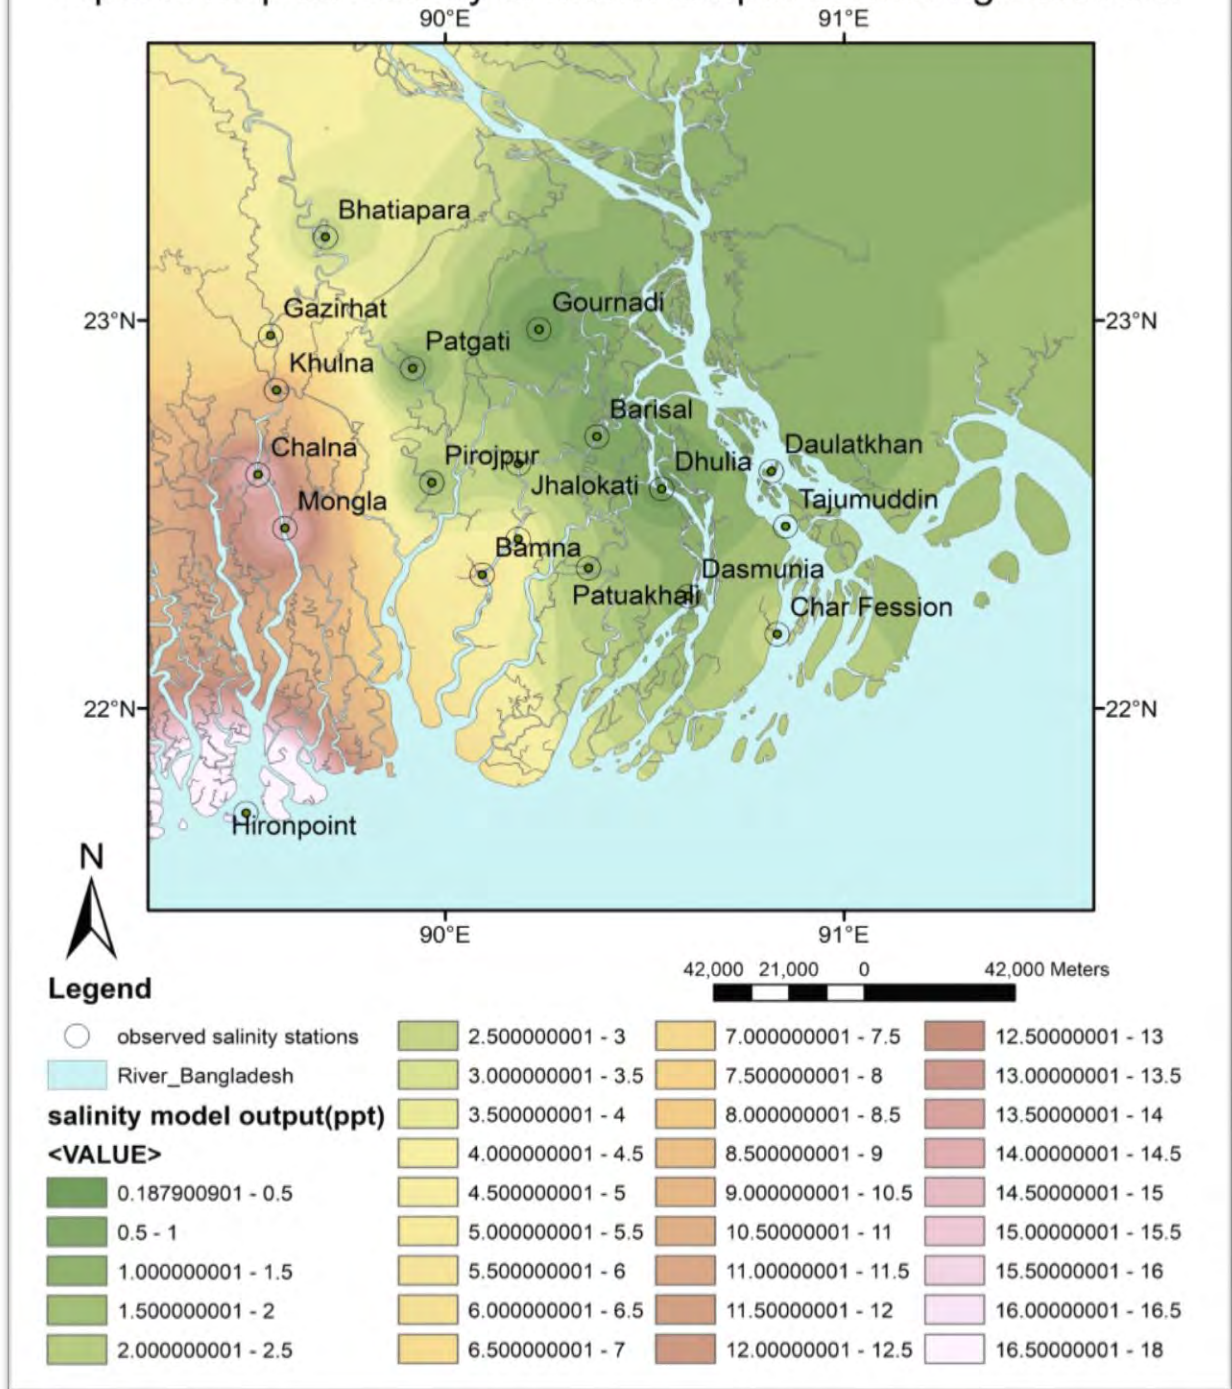 90°E 91°E
Bhatiapara
Gazirhat
Gournadi
23°N 23°N
Patgati
Khulna
Barisal
Chalna
Pirojpur
Dhulia
Daulatkhan
Jhalokati
Mongla
Tajumuddin
Bamna
Dasmunia
Patuakhali
Char Fession
22°N 22°N
Hironpoint
N
90°E 91°E
42,000 21,000 0 42,000 Meters
Legend
observed salinity stations
River_Bangladesh
salinity model output(ppt)
<VALUE>
0.187900901 - 0.5
0.5 - 1
1.000000001 - 1.5
1.500000001 - 2
2.000000001 - 2.5
2.500000001 - 3
3.000000001 - 3.5
3.500000001 - 4
4.000000001 - 4.5
4.500000001 - 5
5.000000001 - 5.5
5.500000001 - 6
6.000000001 - 6.5
6.500000001 - 7
7.000000001 - 7.5
7.500000001 - 8
8.000000001 - 8.5
8.500000001 - 9
9.000000001 - 10.5
10.50000001 - 11
11.00000001 - 11.5
11.50000001 - 12
12.00000001 - 12.5
12.50000001 - 13
13.00000001 - 13.5
13.50000001 - 14
14.00000001 - 14.5
14.50000001 - 15
15.00000001 - 15.5
15.50000001 - 16
16.00000001 - 16.5
16.50000001 - 18